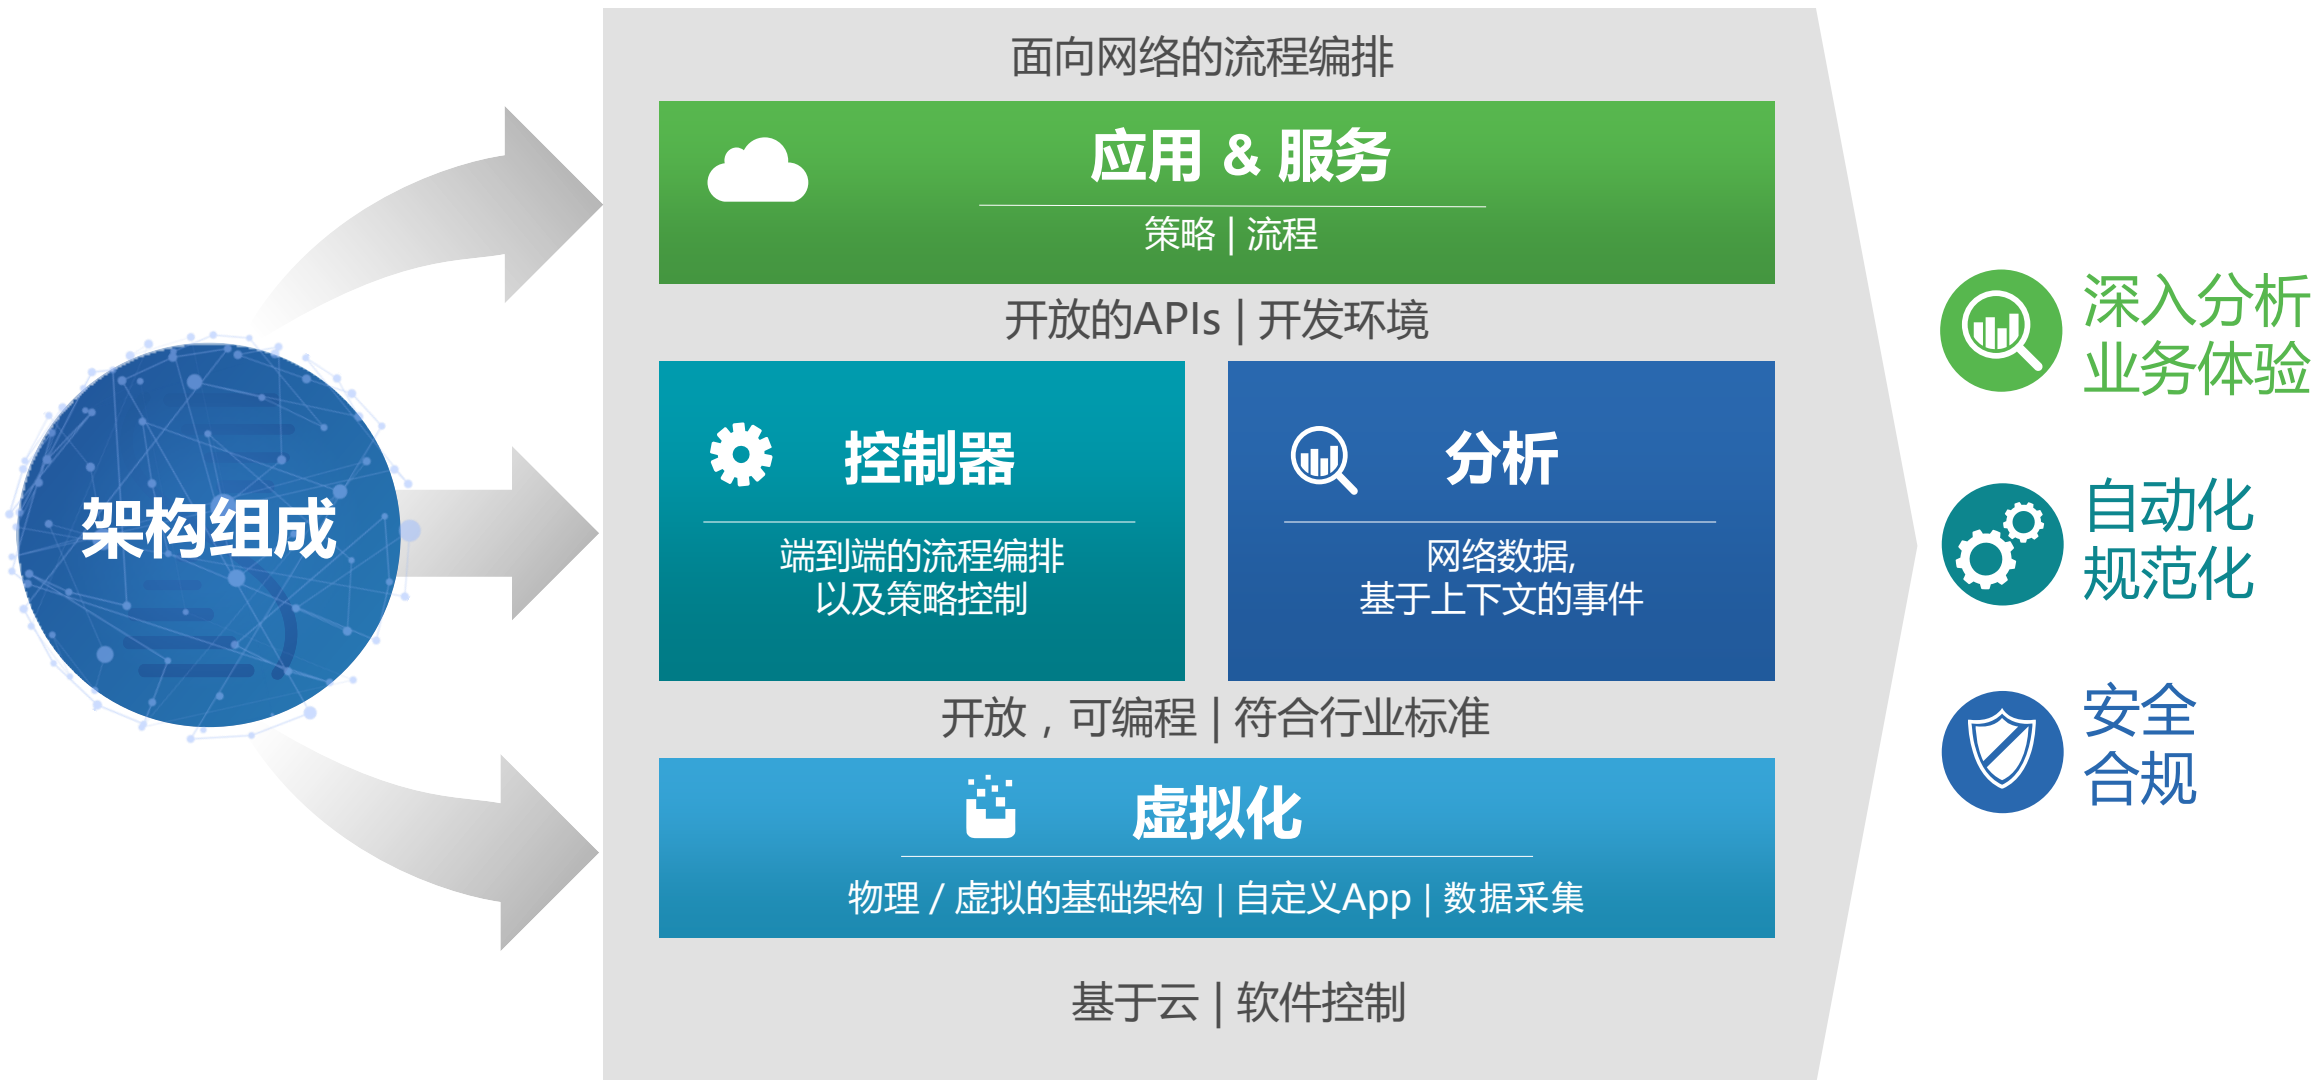 架构组成
面向网络的流程编排
应用 & 服务
策略 | 流程
开放的APIs | 开发环境
控制器
端到端的流程编排
以及策略控制
分析
网络数据,
基于上下文的事件
开放，可编程 | 符合行业标准
虚拟化
物理 / 虚拟的基础架构 | 自定义App | 数据采集
基于云 | 软件控制
深入分析
业务体验
自动化
规范化
安全
合规